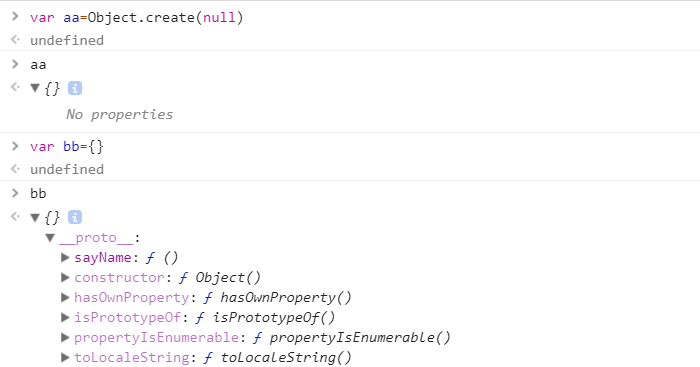 > var aa=Object.create(null)
undefined
> aa
▼ {} i
No properties
> var bb={}
undefined
> bb
▼ {} i
▼ __proto__:
▶ sayName: ƒ ()
▶ constructor: ƒ Object()
▶ hasOwnProperty: ƒ hasOwnProperty()
▶ isPrototypeOf: ƒ isPrototypeOf()
▶ propertyIsEnumerable: ƒ propertyIsEnumerable()
▶ toLocaleString: ƒ toLocaleString()